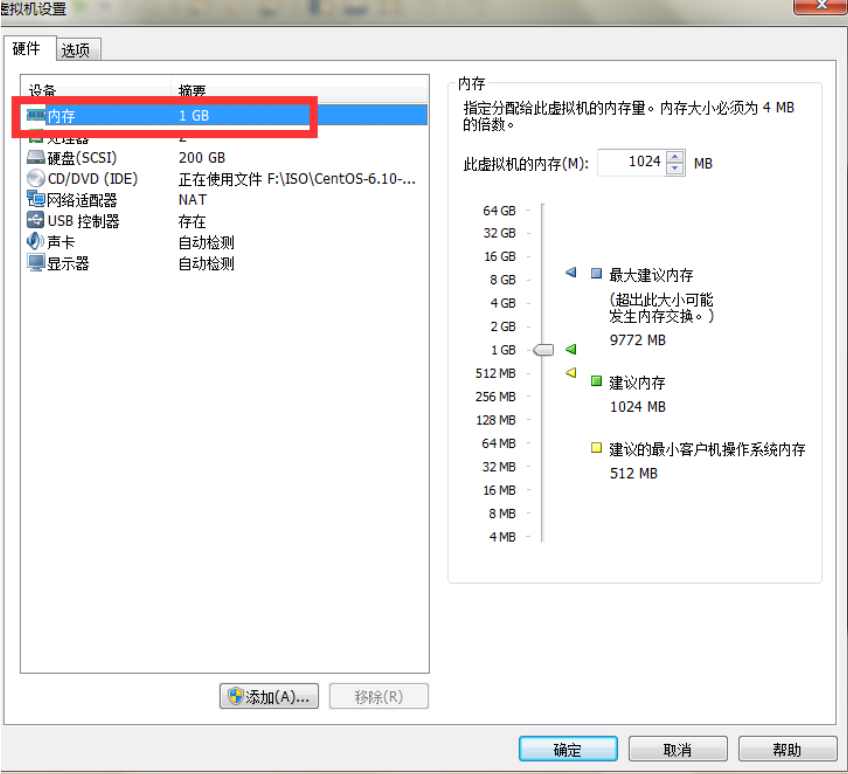 虚拟机设置
硬件 选项
设备 摘要
内存 1 GB
处理器 2
硬盘(SCSI) 200 GB
CD/DVD (IDE) 正在使用文件 F:\ISO\CentOS-6.10-...
网络适配器 NAT
USB 控制器 存在
声卡 自动检测
显示器 自动检测
添加(A)... 移除(R)
内存
指定分配给此虚拟机的内存量。内存大小必须为 4 MB
的倍数。
此虚拟机的内存(M): 1024 MB
64 GB
32 GB
16 GB
8 GB
4 GB
2 GB
1 GB
512 MB
256 MB
128 MB
64 MB
32 MB
16 MB
8 MB
4 MB
最大建议内存
(超出此大小可能
发生内存交换。)
9772 MB
建议内存
1024 MB
建议的最小客户机操作系统内存
512 MB
确定 取消 帮助